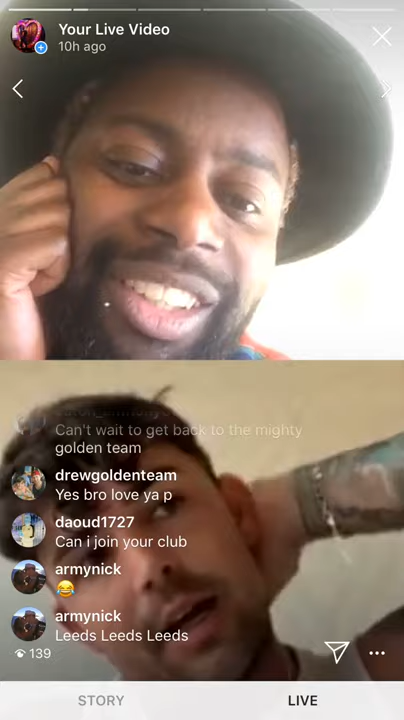 Your Live Video
10h ago
Can't wait to get back to the mighty
golden team
drewgoldenteam
Yes bro love ya p
daoud1727
Can i join your club
armynick
😂
armynick
Leeds Leeds Leeds
139
STORY
LIVE